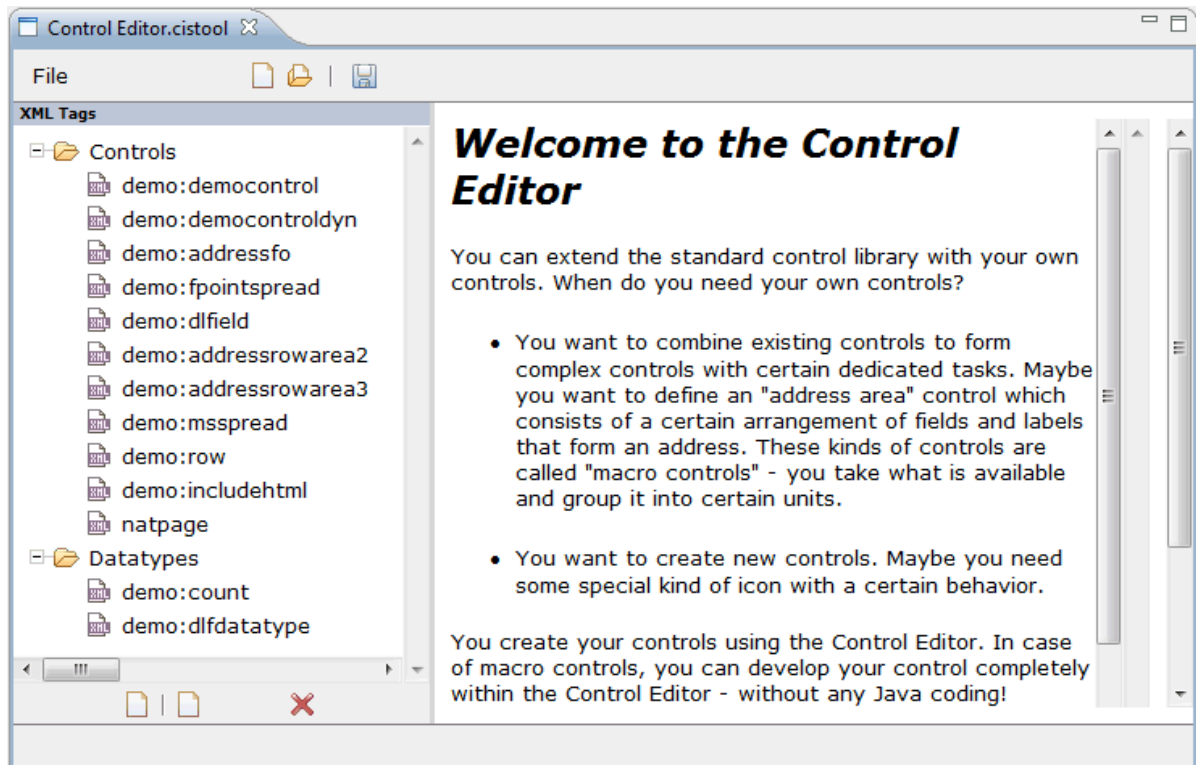 Control Editor.cistool
File
XML Tags
Controls
demo:democontrol
demo:democontroldyn
demo:addressfo
demo:fpointspread
demo:dlfield
demo:addressrowarea2
demo:addressrowarea3
demo:msspread
demo:row
demo:includehtml
natpage
Datatypes
demo:count
demo:dlfdatatype
Welcome to the Control
Editor
You can extend the standard control library with your own
controls. When do you need your own controls?
• You want to combine existing controls to form
complex controls with certain dedicated tasks. Maybe
you want to define an "address area" control which
consists of a certain arrangement of fields and labels
that form an address. These kinds of controls are
called "macro controls" - you take what is available
and group it into certain units.
• You want to create new controls. Maybe you need
some special kind of icon with a certain behavior.
You create your controls using the Control Editor. In case
of macro controls, you can develop your control completely
within the Control Editor - without any Java coding!